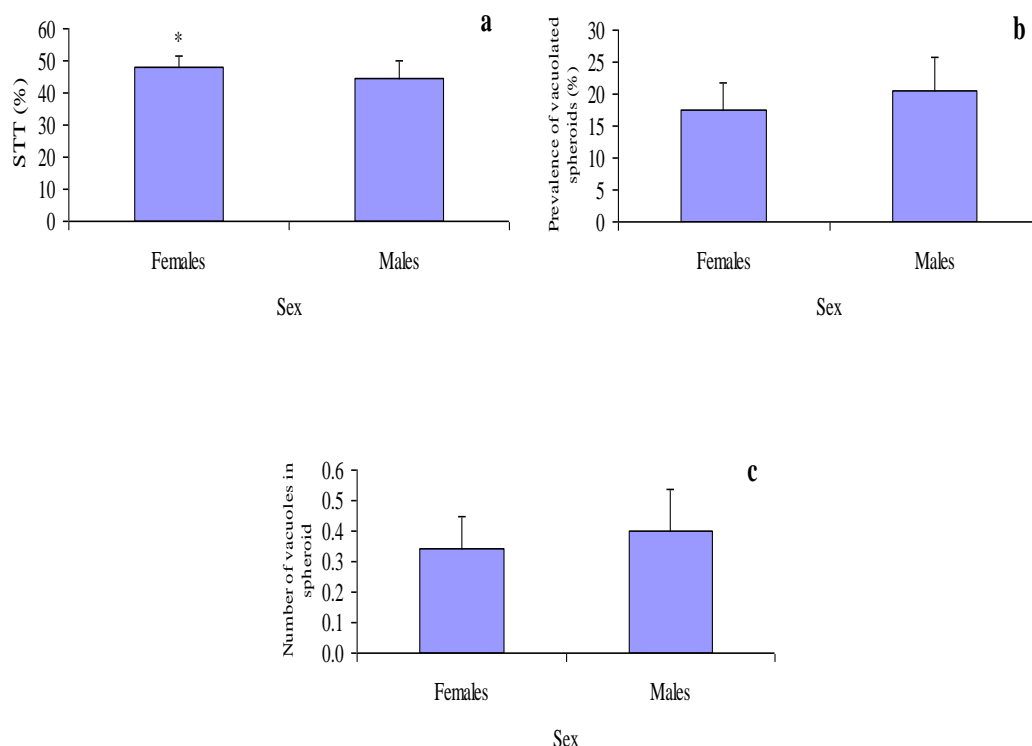 a
*
STT (%)
60
50
40
30
20
10
0
Females
Males
Sex
b
Prevalence of vacuolated
spheroids (%)
30
25
20
15
10
5
0
Females
Males
Sex
c
Number of vacuoles in
spheroid
0.6
0.5
0.4
0.3
0.2
0.1
0.0
Females
Males
Sex